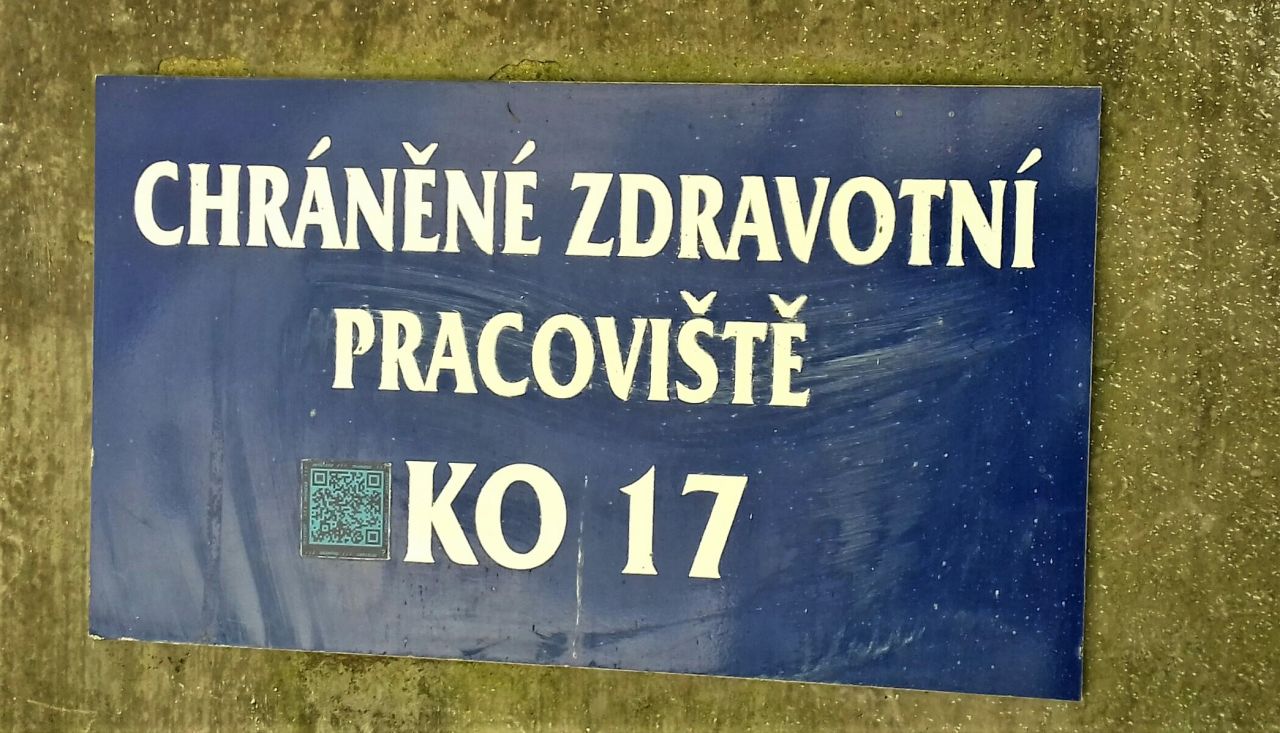 CHRÁNĚNÉ ZDRAVOTNÍ
PRACOVIŠTĚ
KO 17